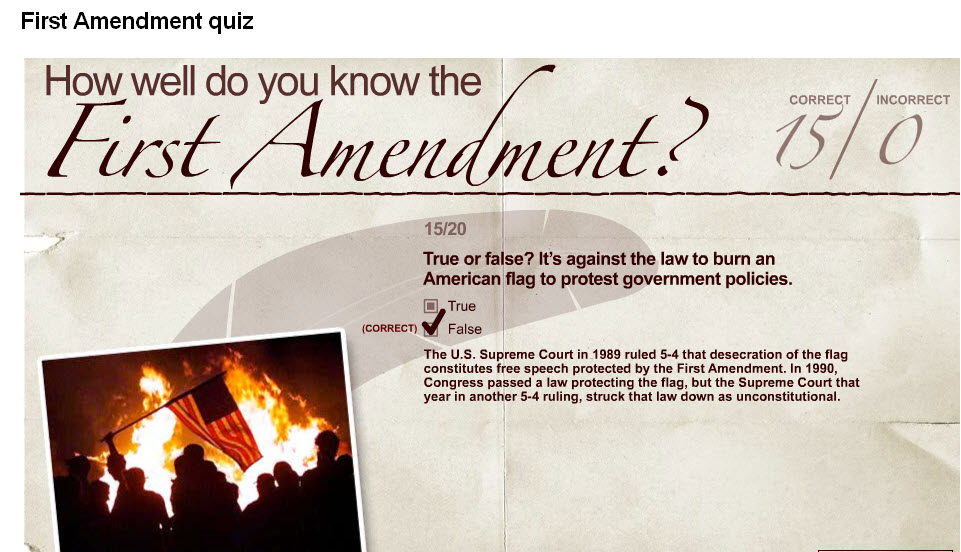 First Amendment quiz
How well do you know the
First Amendment?
CORRECT / INCORRECT
15 / 0
15/20
True or false? It's against the law to burn an
American flag to protest government policies.
True
(CORRECT) False
The U.S. Supreme Court in 1989 ruled 5-4 that desecration of the flag
constitutes free speech protected by the First Amendment. In 1990,
Congress passed a law protecting the flag, but the Supreme Court that
year in another 5-4 ruling, struck that law down as unconstitutional.